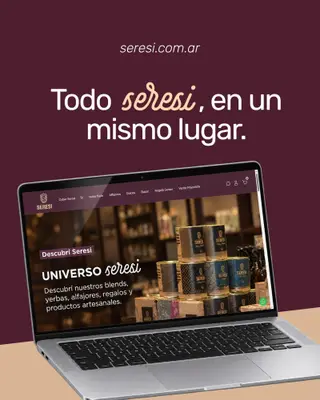 seresi.com.ar
Todo seresi, en un
mismo lugar.
SERESI
Descubrí Seresi
UNIVERSO seresi
Descubrí nuestros blends,
yerbas, alfajores, regalos y
productos artesanales.